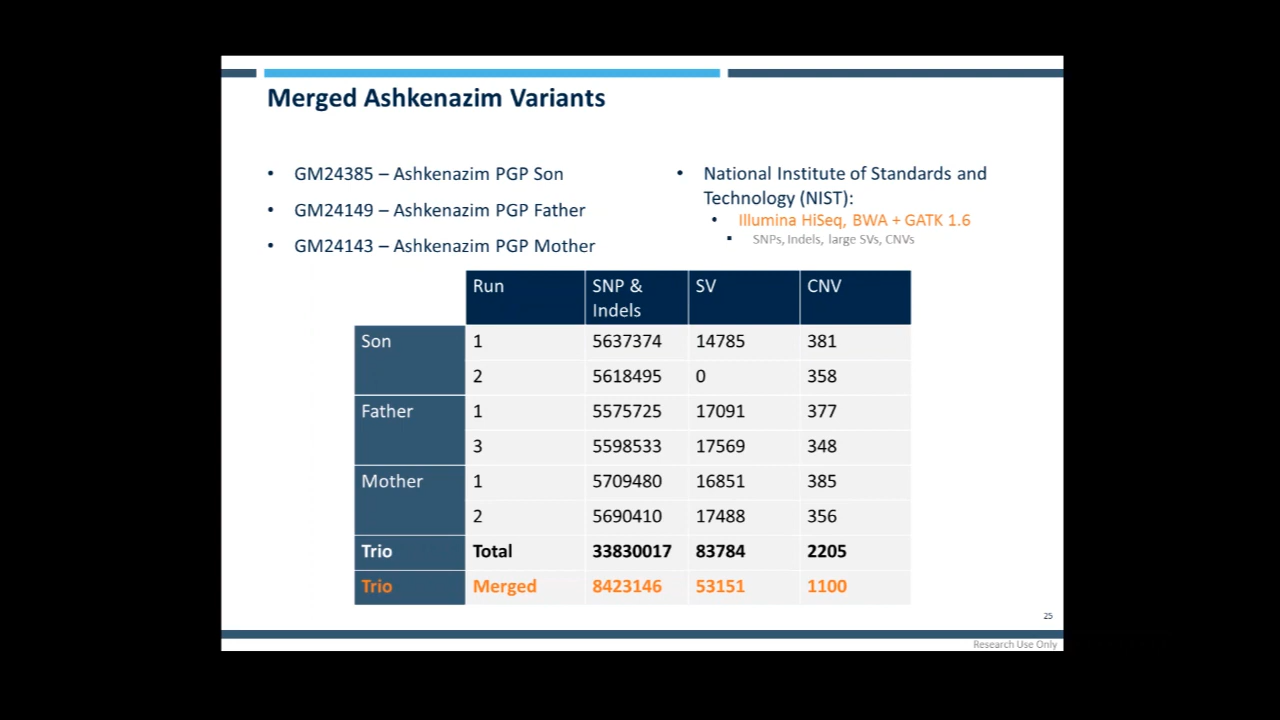 Merged Ashkenazim Variants
• GM24385 – Ashkenazim PGP Son
• GM24149 – Ashkenazim PGP Father
• GM24143 – Ashkenazim PGP Mother
• National Institute of Standards and
Technology (NIST):
• Illumina HiSeq, BWA + GATK 1.6
▪ SNPs, Indels, large SVs, CNVs
Run SNP & SV CNV
Indels
Son 1 5637374 14785 381
2 5618495 0 358
Father 1 5575725 17091 377
3 5598533 17569 348
Mother 1 5709480 16851 385
2 5690410 17488 356
Trio Total 33830017 83784 2205
Trio Merged 8423146 53151 1100
25
Research Use Only